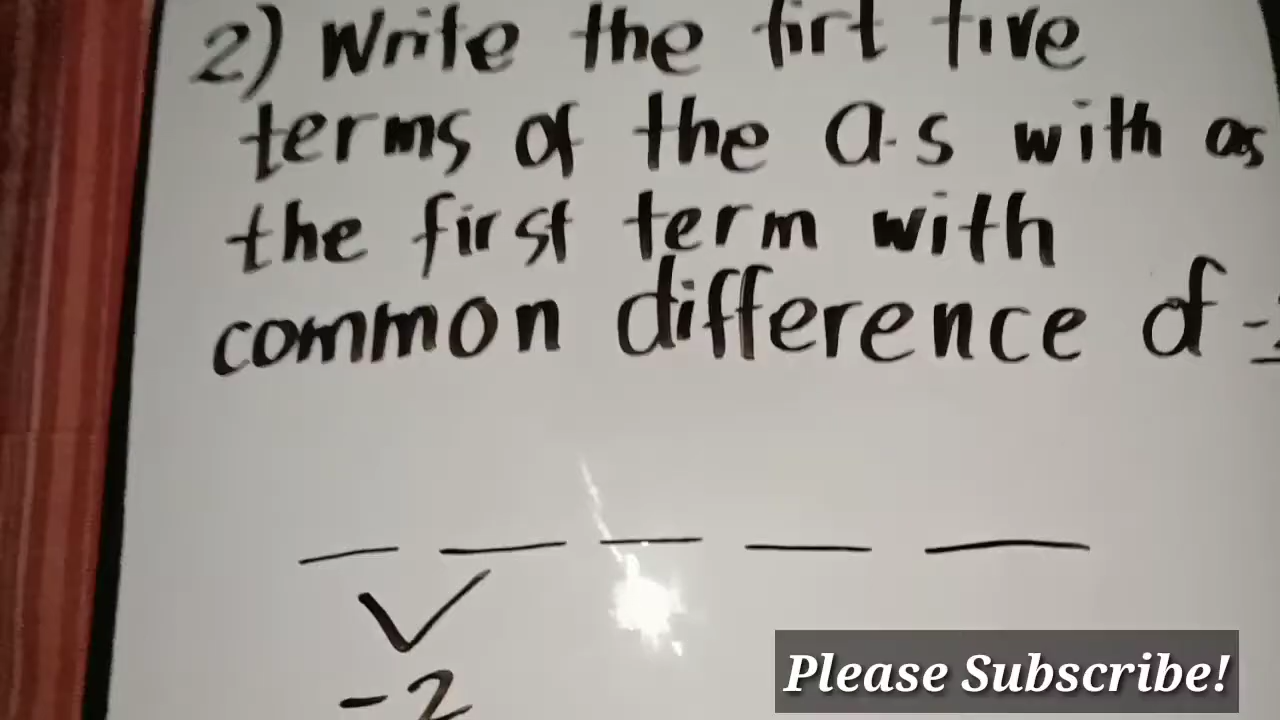 2) Write the firt five
terms of the a.s with as
the first term with
common difference of
-2
Please Subscribe!